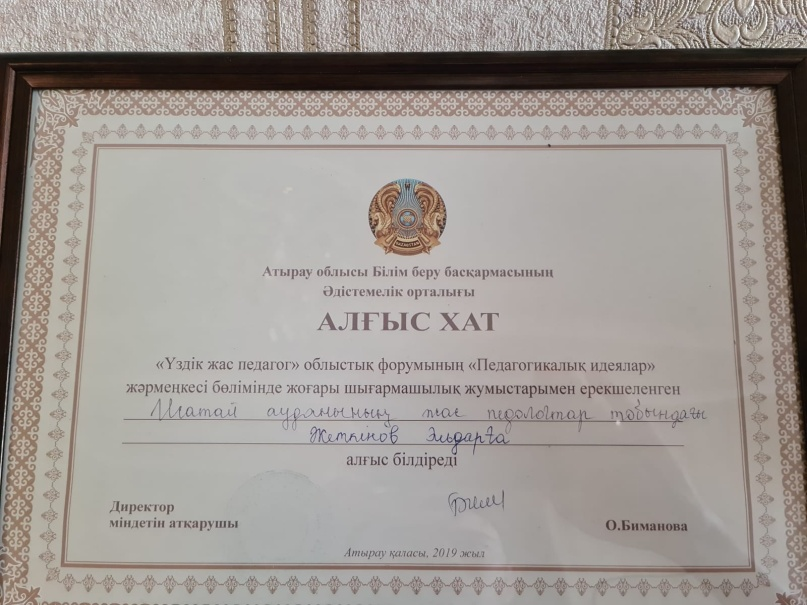 ҚАЗАҚСТАН
Атырау облысы Білім беру басқармасының
Әдістемелік орталығы
АЛҒЫС ХАТ
«Үздік жас педагог» облыстық форумының «Педагогикалық идеялар»
жәрмеңкесі бөлімінде жоғары шығармашылық жұмыстарымен ерекшеленген
ауданының жас педагогтар тобындағы
Эльдарға
алғыс білдіреді
Директор
міндетін атқарушы
О.Биманова
Атырау қаласы, 2019 жыл